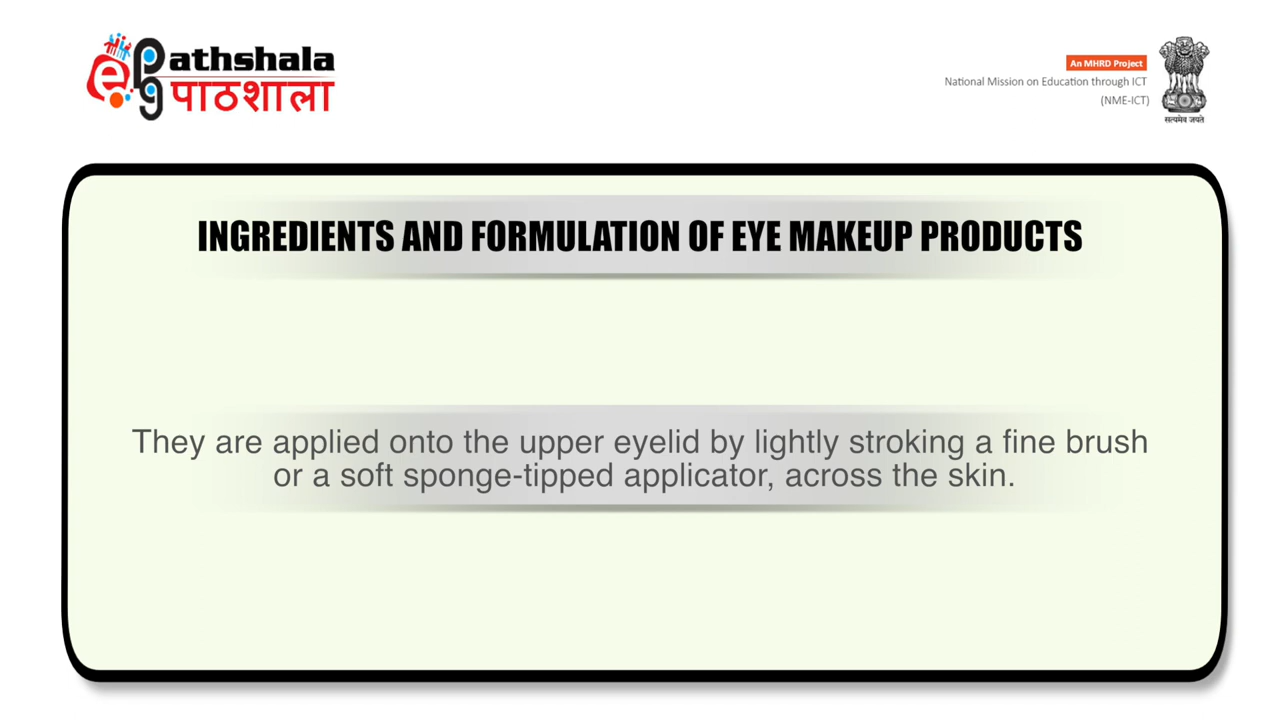 e pg Pathshala
पाठशाला
An MHRD Project
National Mission on Education through ICT
(NME-ICT)
सत्यमेव जयते
INGREDIENTS AND FORMULATION OF EYE MAKEUP PRODUCTS
They are applied onto the upper eyelid by lightly stroking a fine brush
or a soft sponge-tipped applicator, across the skin.